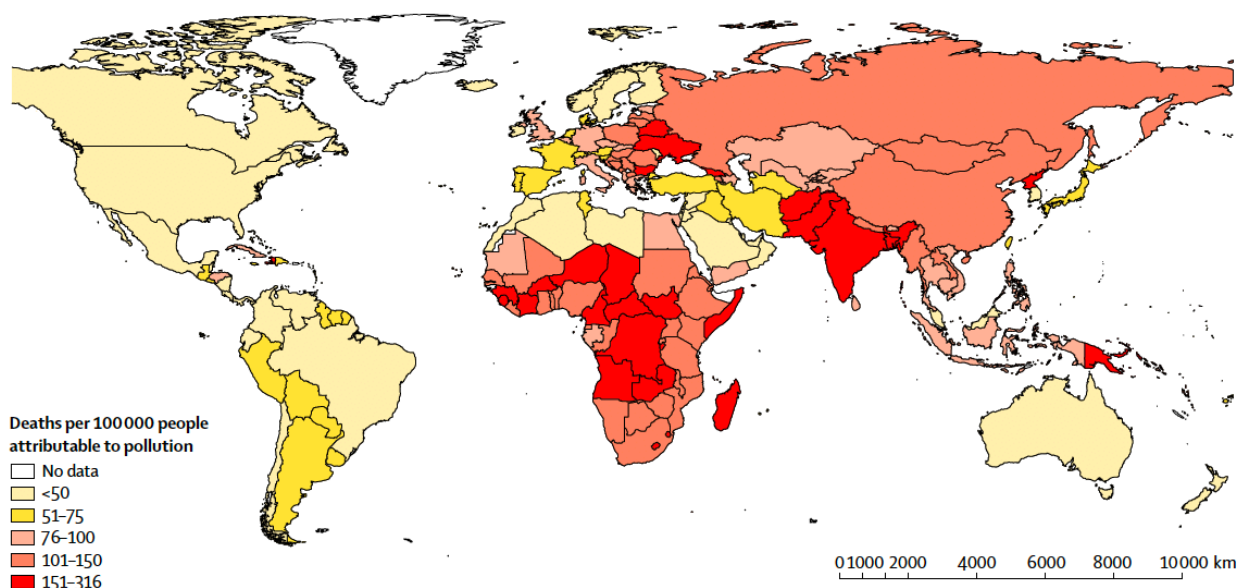 Deaths per 100 000 people
attributable to pollution
No data
<50
51–75
76–100
101–150
151–316
0 1000 2000 4000 6000 8000 10 000 km